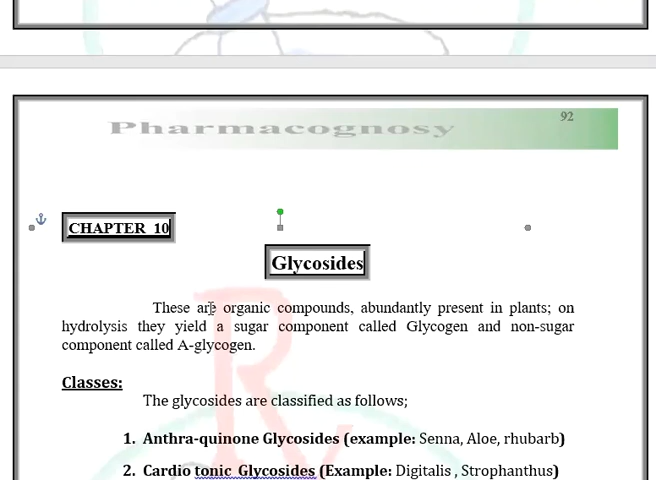 Pharmacognosy 92
CHAPTER 10
Glycosides
These are organic compounds, abundantly present in plants; on
hydrolysis they yield a sugar component called Glycogen and non-sugar
component called A-glycogen.
Classes:
The glycosides are classified as follows;
1. Anthra-quinone Glycosides (example: Senna, Aloe, rhubarb)
2. Cardio tonic Glycosides (Example: Digitalis , Strophanthus)